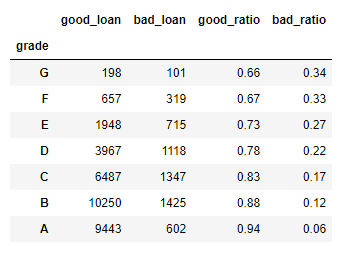 good_loan bad_loan good_ratio bad_ratio
grade
G 198 101 0.66 0.34
F 657 319 0.67 0.33
E 1948 715 0.73 0.27
D 3967 1118 0.78 0.22
C 6487 1347 0.83 0.17
B 10250 1425 0.88 0.12
A 9443 602 0.94 0.06